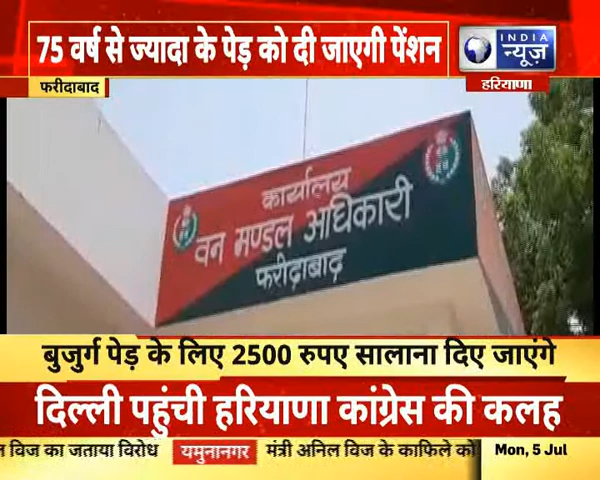 75 वर्ष से ज्यादा के पेड़ को दी जाएगी पेंशन
INDIA
न्यूज़
हरियाणा
फरीदाबाद
कार्यालय
वन मण्डल अधिकारी
फरीदाबाद
बुजुर्ग पेड़ के लिए 2500 रुपए सालाना दिए जाएंगे
दिल्ली पहुंची हरियाणा कांग्रेस की कलह
ल विज का जताया विरोध यमुनानगर मंत्री अनिल विज के काफिले को Mon, 5 Jul